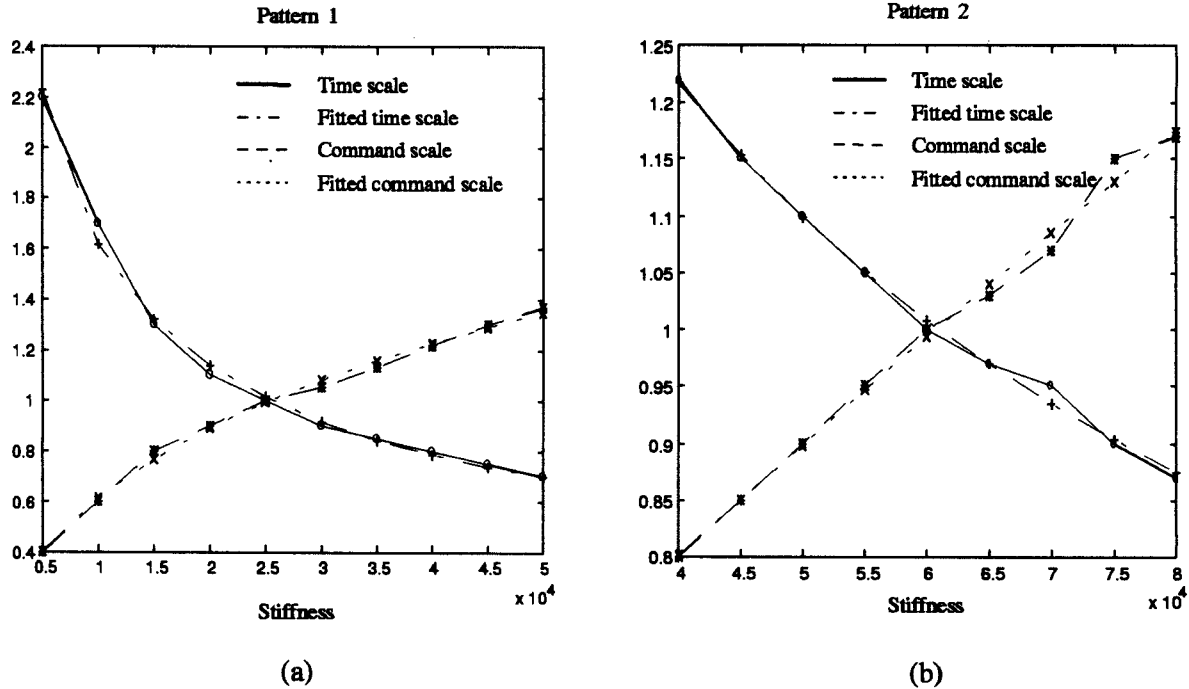 Pattern 1
2.4
2.2
2
1.8
1.6
1.4
1.2
1
0.8
0.6
0.4
Time scale
Fitted time scale
Command scale
Fitted command scale
0.5 1 1.5 2 2.5 3 3.5 4 4.5 5
x 10^4
Stiffness
(a)
Pattern 2
1.25
1.2
1.15
1.1
1.05
1
0.95
0.9
0.85
0.8
Time scale
Fitted time scale
Command scale
Fitted command scale
4 4.5 5 5.5 6 6.5 7 7.5 8
x 10^4
Stiffness
(b)